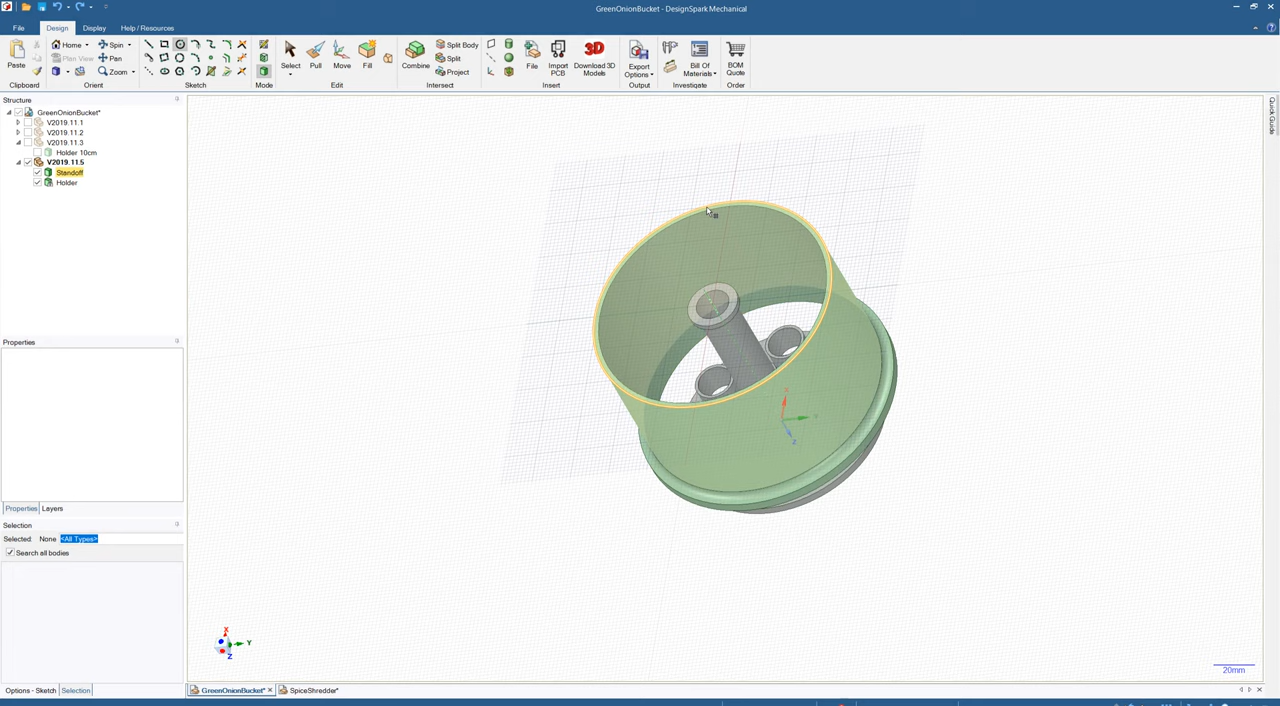 GreenOnionBucket - DesignSpark Mechanical
File
Design
Display
Help / Resources
Paste
Clipboard
Home
Spin
Plan View
Pan
Zoom
Orient
Sketch
Mode
Select
Pull
Move
Fill
Edit
Combine
Split Body
Split
Project
Intersect
File
Import PCB
3D
Download 3D Models
Insert
Export Options
Output
Bill Of Materials
Investigate
BOM Quote
Order
Structure
GreenOnionBucket*
V2019.11.1
V2019.11.2
V2019.11.3
Holder 10cm
V2019.11.5
Standoff
Holder
Properties
Properties
Layers
Selection
Selected: None <All Types>
Search all bodies
Options - Sketch
Selection
Quick Guide
X
Y
Z
X
Y
Z
20mm
GreenOnionBucket*
SpiceShredder*